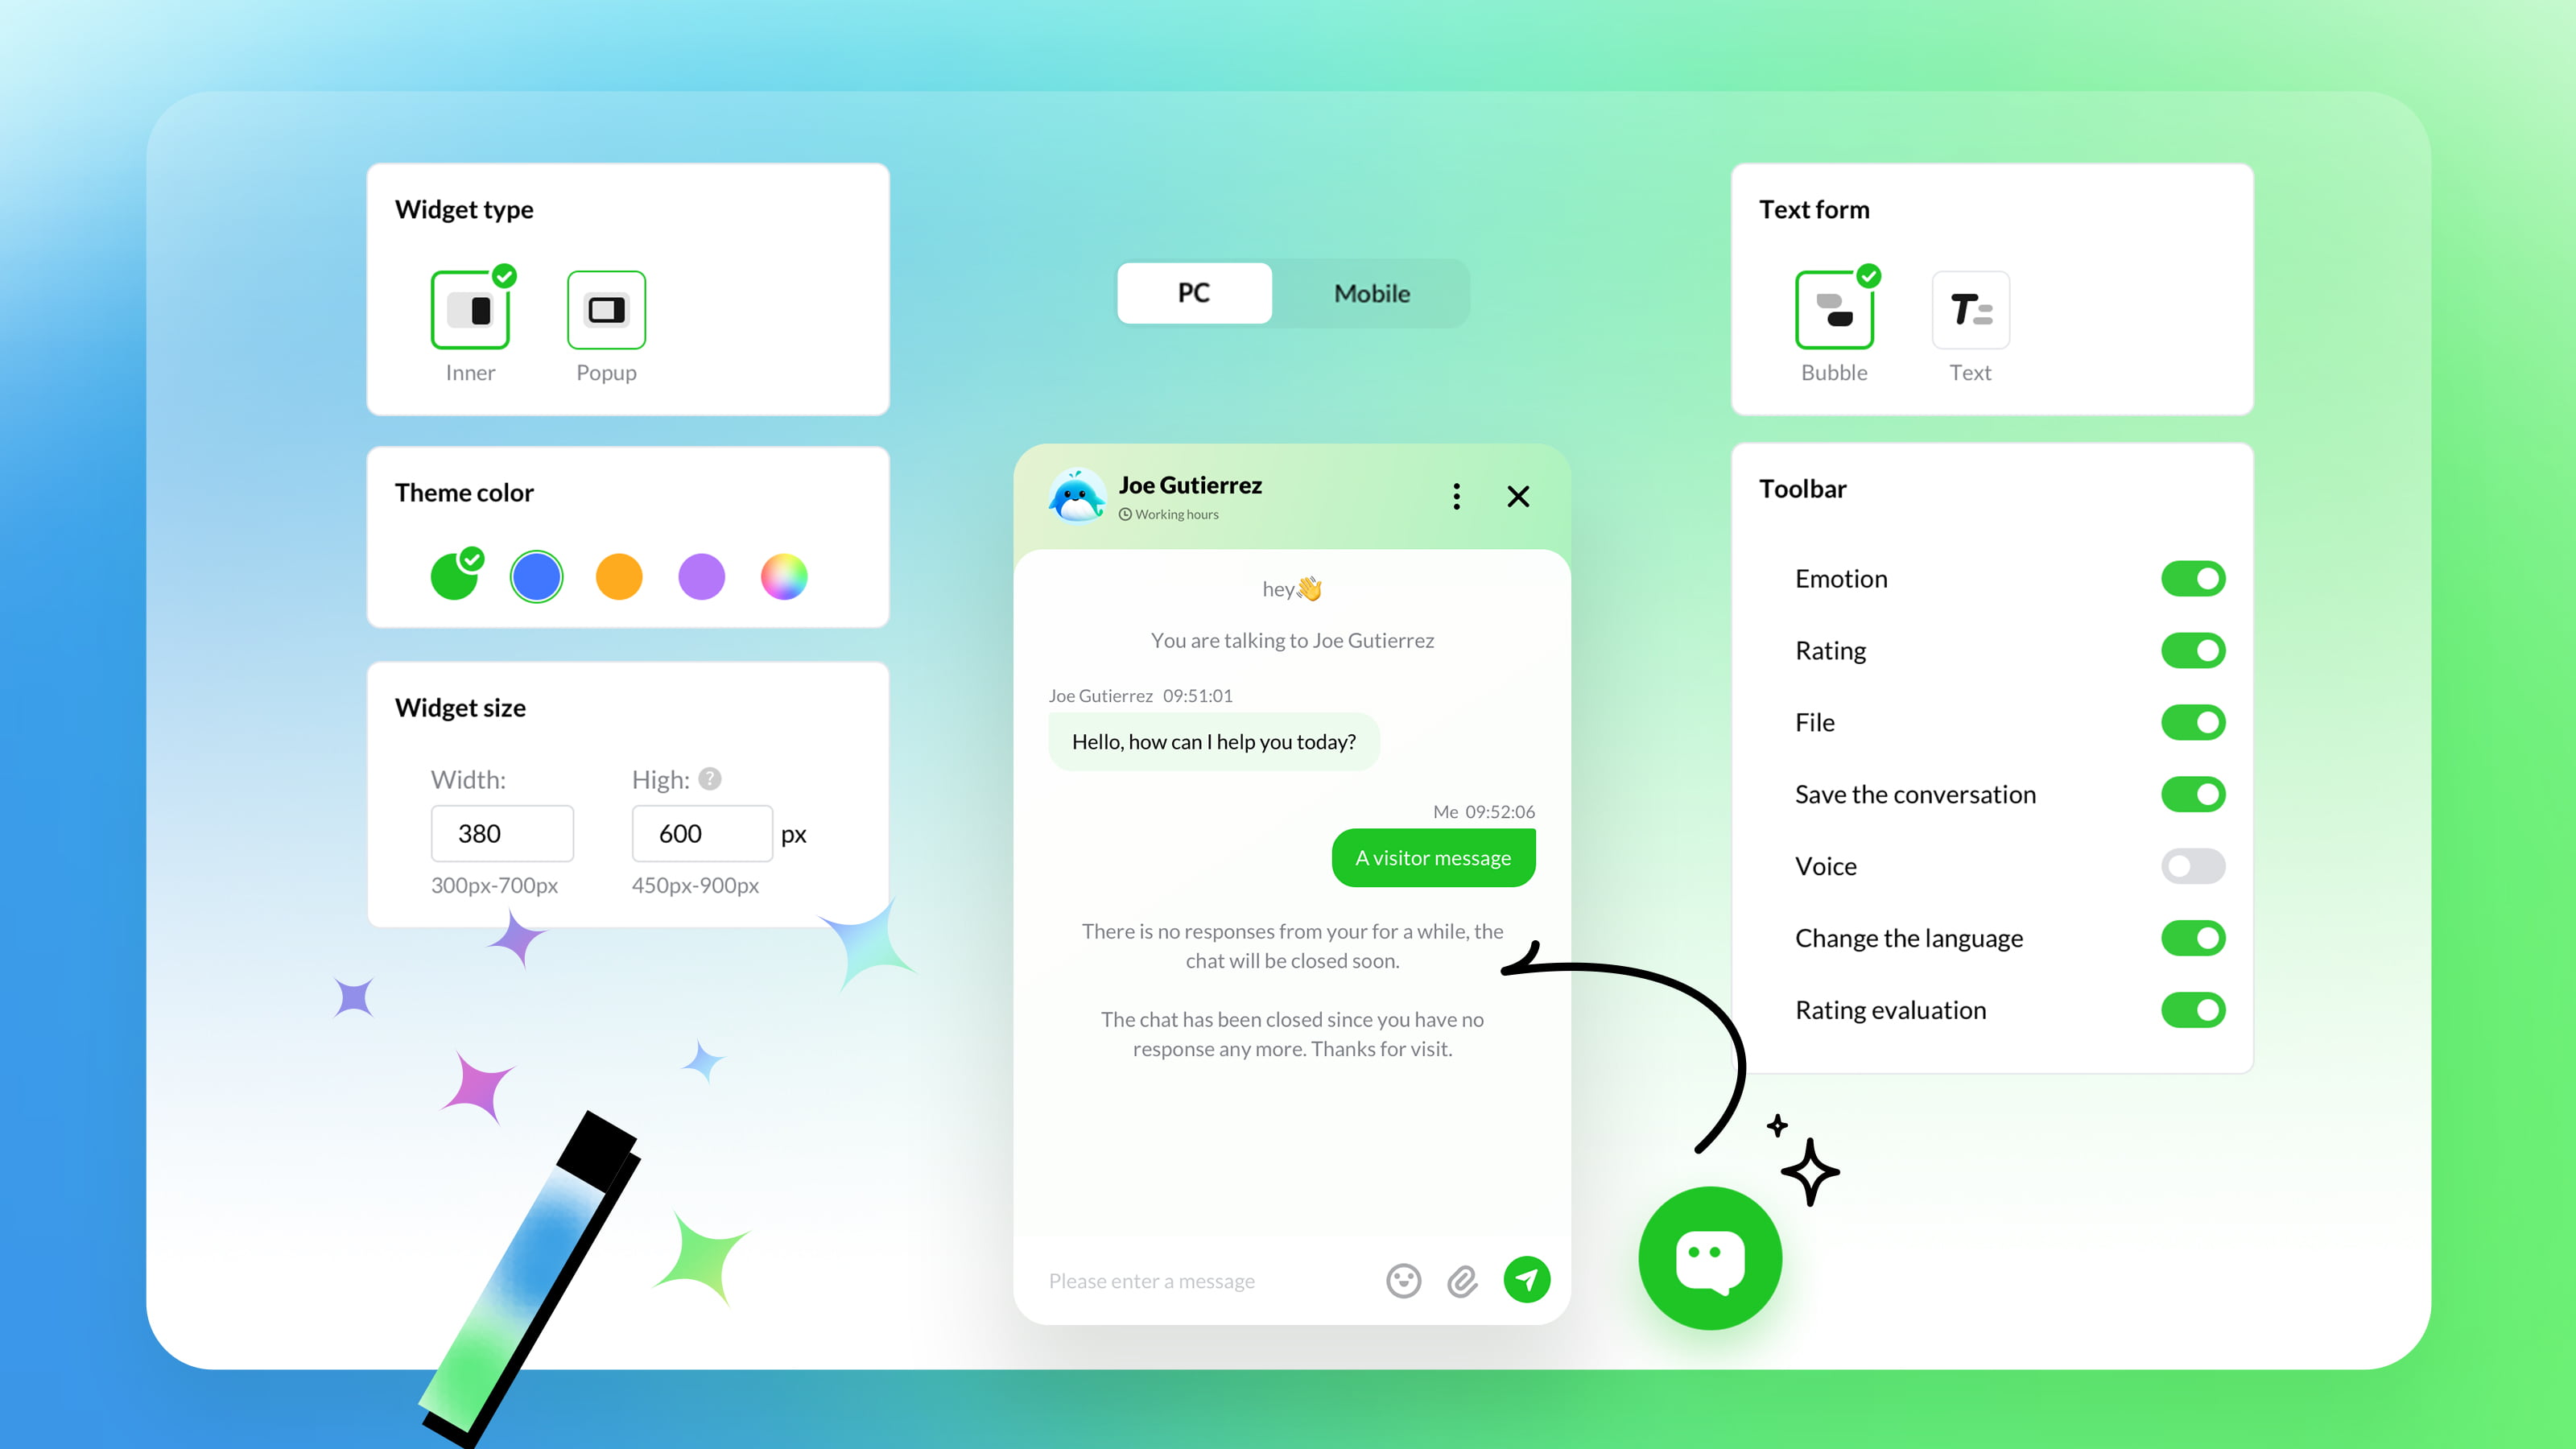 Widget type
Inner
Popup
Theme color
Widget size
Width:
High: ?
380
600
px
300px-700px
450px-900px
PC
Mobile
Joe Gutierrez
Working hours
hey👋
You are talking to Joe Gutierrez
Joe Gutierrez 09:51:01
Hello, how can I help you today?
Me 09:52:06
A visitor message
There is no responses from your for a while, the
chat will be closed soon.
The chat has been closed since you have no
response any more. Thanks for visit.
Please enter a message
Text form
T
Bubble
Text
Toolbar
Emotion
Rating
File
Save the conversation
Voice
Change the language
Rating evaluation